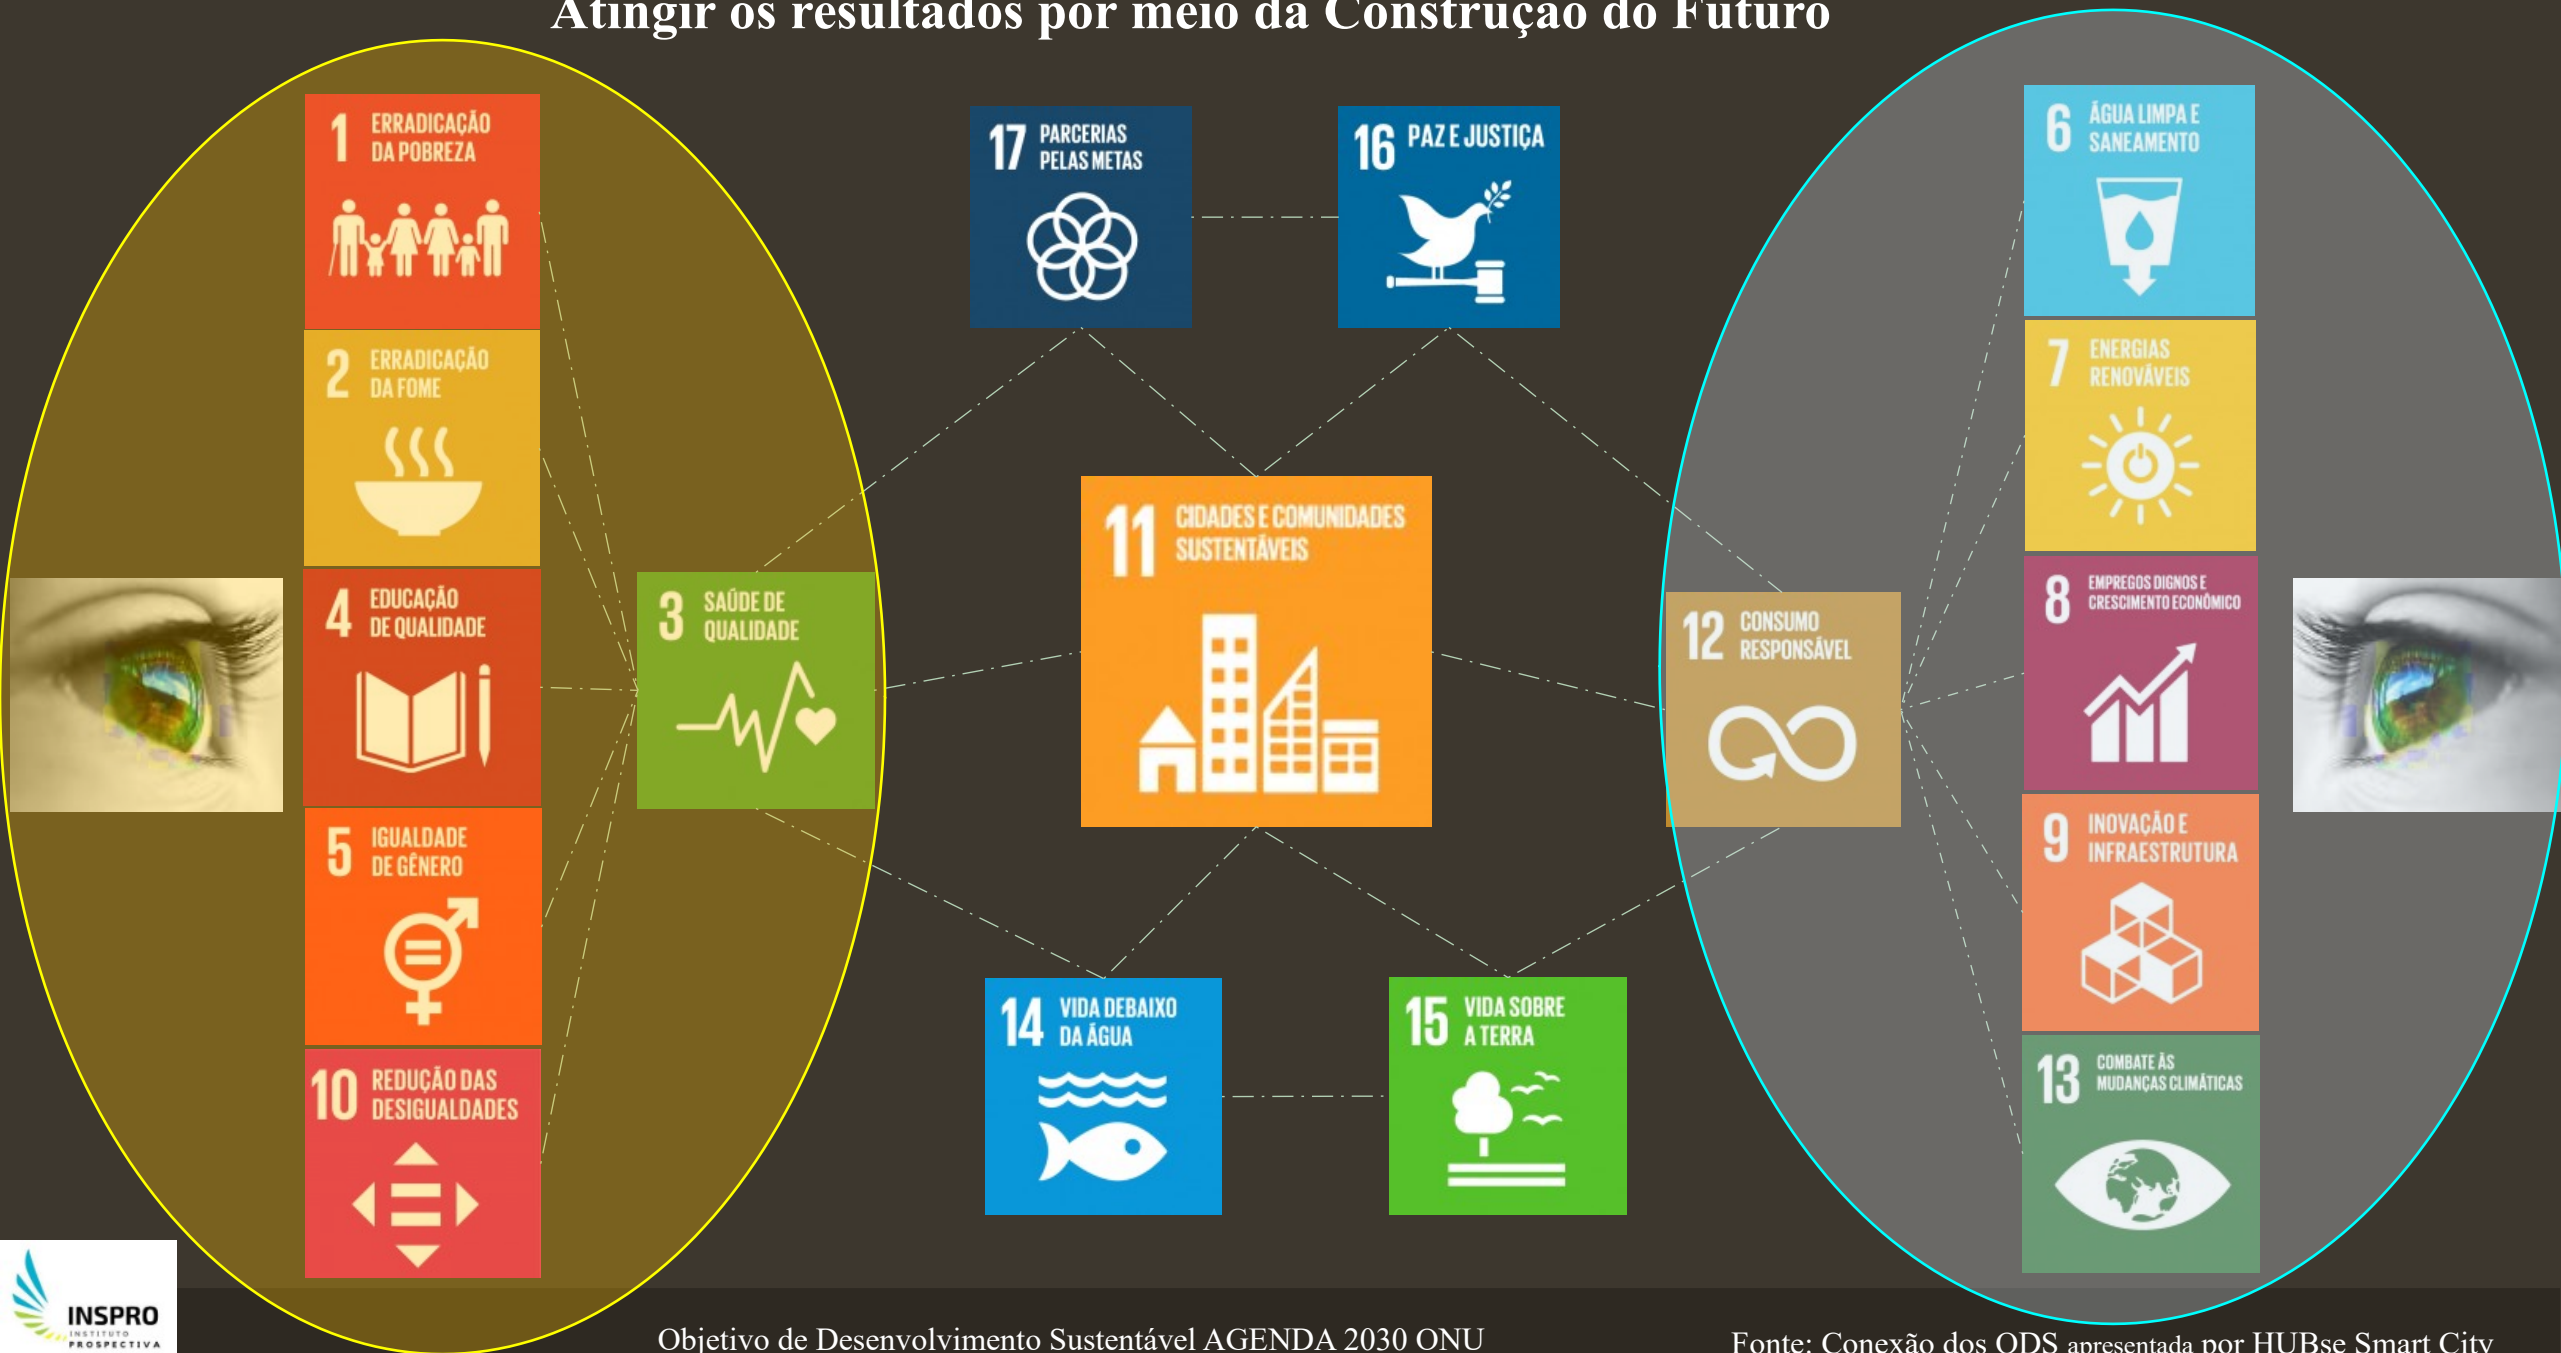 Atingir os resultados por meio da Construção do Futuro
1 ERRADICAÇÃO
DA POBREZA
2 ERRADICAÇÃO
DA FOME
4 EDUCAÇÃO
DE QUALIDADE
5 IGUALDADE
DE GÊNERO
10 REDUÇÃO DAS
DESIGUALDADES
3 SAÚDE DE
QUALIDADE
17 PARCERIAS
PELAS METAS
16 PAZ E JUSTIÇA
11 CIDADES E COMUNIDADES
SUSTENTÁVEIS
14 VIDA DEBAIXO
DA ÁGUA
15 VIDA SOBRE
A TERRA
12 CONSUMO
RESPONSÁVEL
6 ÁGUA LIMPA E
SANEAMENTO
7 ENERGIAS
RENOVÁVEIS
8 EMPREGOS DIGNOS E
CRESCIMENTO ECONÔMICO
9 INOVAÇÃO E
INFRAESTRUTURA
13 COMBATE ÀS
MUDANÇAS CLIMÁTICAS
INSPRO
INSTITUTO
PROSPECTIVA
Objetivo de Desenvolvimento Sustentável AGENDA 2030 ONU
Fonte: Conexão dos ODS apresentada por HUBse Smart City